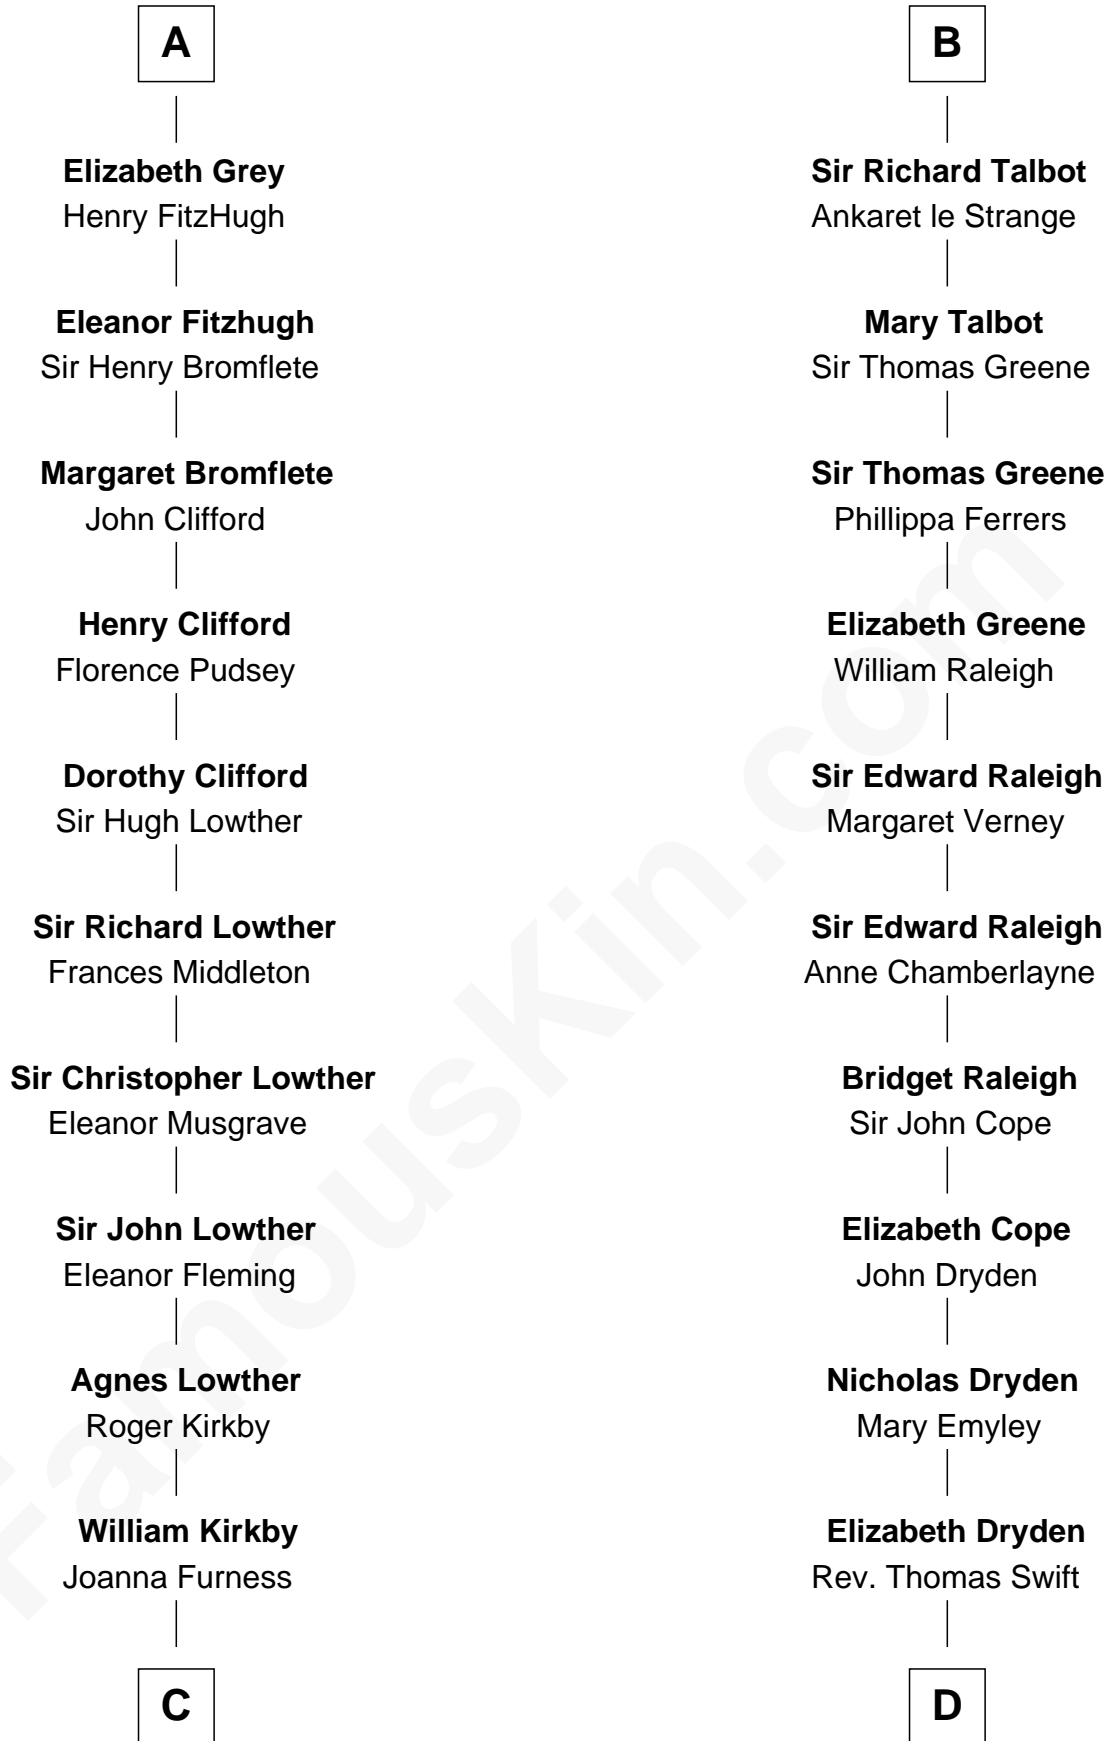 A
Elizabeth Grey
Henry FitzHugh
Eleanor Fitzhugh
Sir Henry Bromflete
Margaret Bromflete
John Clifford
Henry Clifford
Florence Pudsey
Dorothy Clifford
Sir Hugh Lowther
Sir Richard Lowther
Frances Middleton
Sir Christopher Lowther
Eleanor Musgrave
Sir John Lowther
Eleanor Fleming
Agnes Lowther
Roger Kirkby
William Kirkby
Joanna Furness
C
B
Sir Richard Talbot
Ankaret le Strange
Mary Talbot
Sir Thomas Greene
Sir Thomas Greene
Phillippa Ferrers
Elizabeth Greene
William Raleigh
Sir Edward Raleigh
Margaret Verney
Sir Edward Raleigh
Anne Chamberlayne
Bridget Raleigh
Sir John Cope
Elizabeth Cope
John Dryden
Nicholas Dryden
Mary Emyley
Elizabeth Dryden
Rev. Thomas Swift
D
FamousKin.com